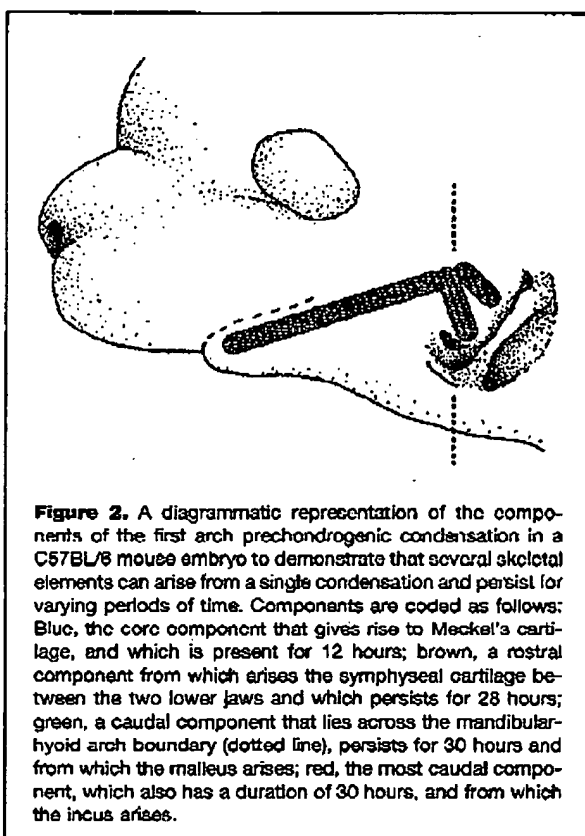 Figure 2. A diagrammatic representation of the compo-
nents of the first arch prechondrogenic condensation in a
C57BL/6 mouse embryo to demonstrate that several skeletal
elements can arise from a single condensation and persist for
varying periods of time. Components are coded as follows:
Blue, the core component that gives rise to Meckel's carti-
lage, and which is present for 12 hours; brown, a rostral
component from which arises the symphyseal cartilage be-
tween the two lower jaws and which persists for 28 hours;
green, a caudal component that lies across the mandibular-
hyoid arch boundary (dotted line), persists for 30 hours and
from which the malleus arises; red, the most caudal compo-
nent, which also has a duration of 30 hours, and from which
the incus arises.